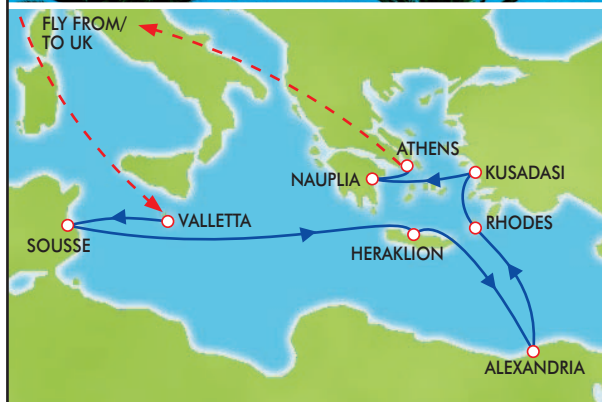 FLY FROM/
TO UK
ATHENS
NAUPLIA
KUSADASI
VALLETTA
RHODES
SOUSSE
HERAKLION
ALEXANDRIA